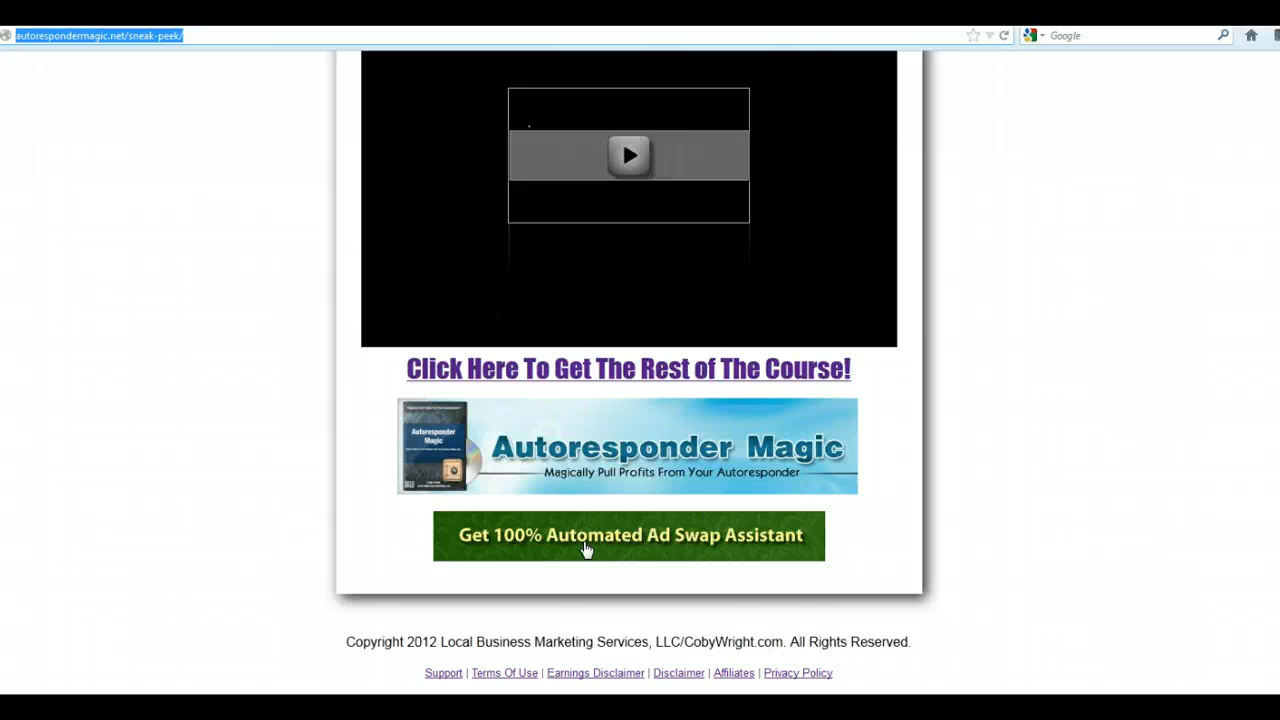 autorespondermagic.net/sneak-peek/
Google
Click Here To Get The Rest of The Course!
Autoresponder
Magic
Autoresponder Magic
Magically Pull Profits From Your Autoresponder
Get 100% Automated Ad Swap Assistant
Copyright 2012 Local Business Marketing Services, LLC/CobyWright.com. All Rights Reserved.
Support | Terms Of Use | Earnings Disclaimer | Disclaimer | Affiliates | Privacy Policy